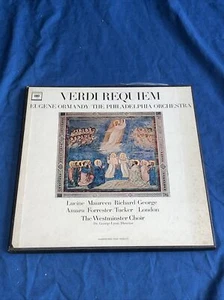 VERDI REQUIEM
EUGENE ORMANDY/THE PHILADELPHIA ORCHESTRA
Lucine Maureen Richard George
Amara Forrester Tucker London
The Westminster Choir